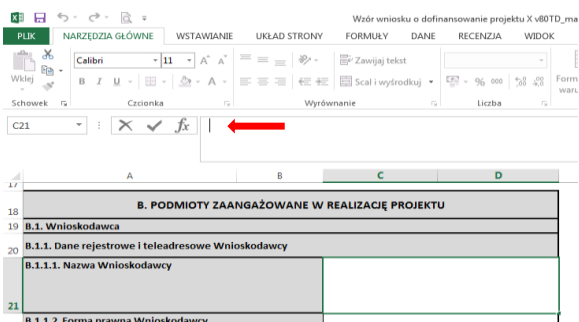 Wzór wniosku o dofinansowanie projektu X v80TD_ma
PLIK NARZĘDZIA GŁÓWNE WSTAWIANIE UKŁAD STRONY FORMUŁY DANE RECENZJA WIDOK
Calibri 11 A A Zawijaj tekst
Wklej B I U A Scal i wyśrodkuj % 000 Form
waru
Schowek Czcionka Wyrównanie Liczba
C21 fx
A B C D
17
18 B. PODMIOTY ZAANGAŻOWANE W REALIZACJĘ PROJEKTU
19 B.1. Wnioskodawca
20 B.1.1. Dane rejestrowe i teleadresowe Wnioskodawcy
B.1.1.1. Nazwa Wnioskodawcy
21
B.1.1.2. Forma prawna Wnioskodawcy